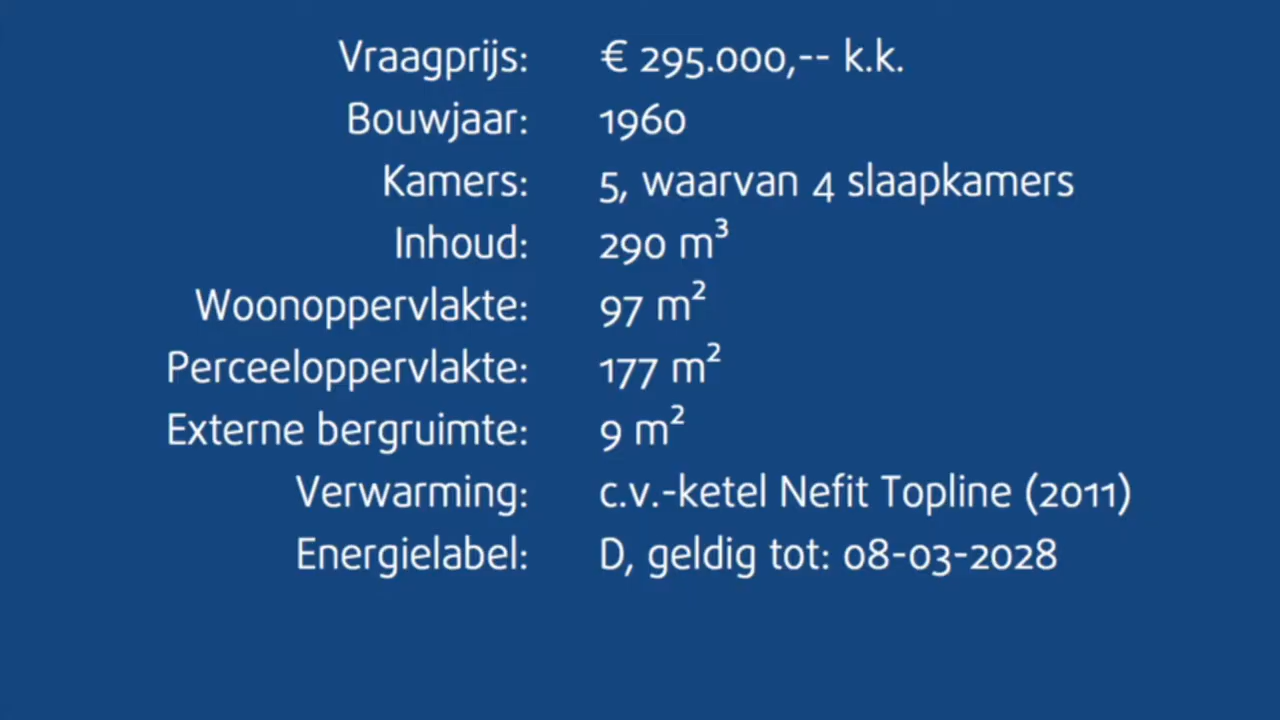 Vraagprijs: € 295.000,-- k.k.
Bouwjaar: 1960
Kamers: 5, waarvan 4 slaapkamers
Inhoud: 290 m³
Woonoppervlakte: 97 m²
Perceeloppervlakte: 177 m²
Externe bergruimte: 9 m²
Verwarming: c.v.-ketel Nefit Topline (2011)
Energielabel: D, geldig tot: 08-03-2028